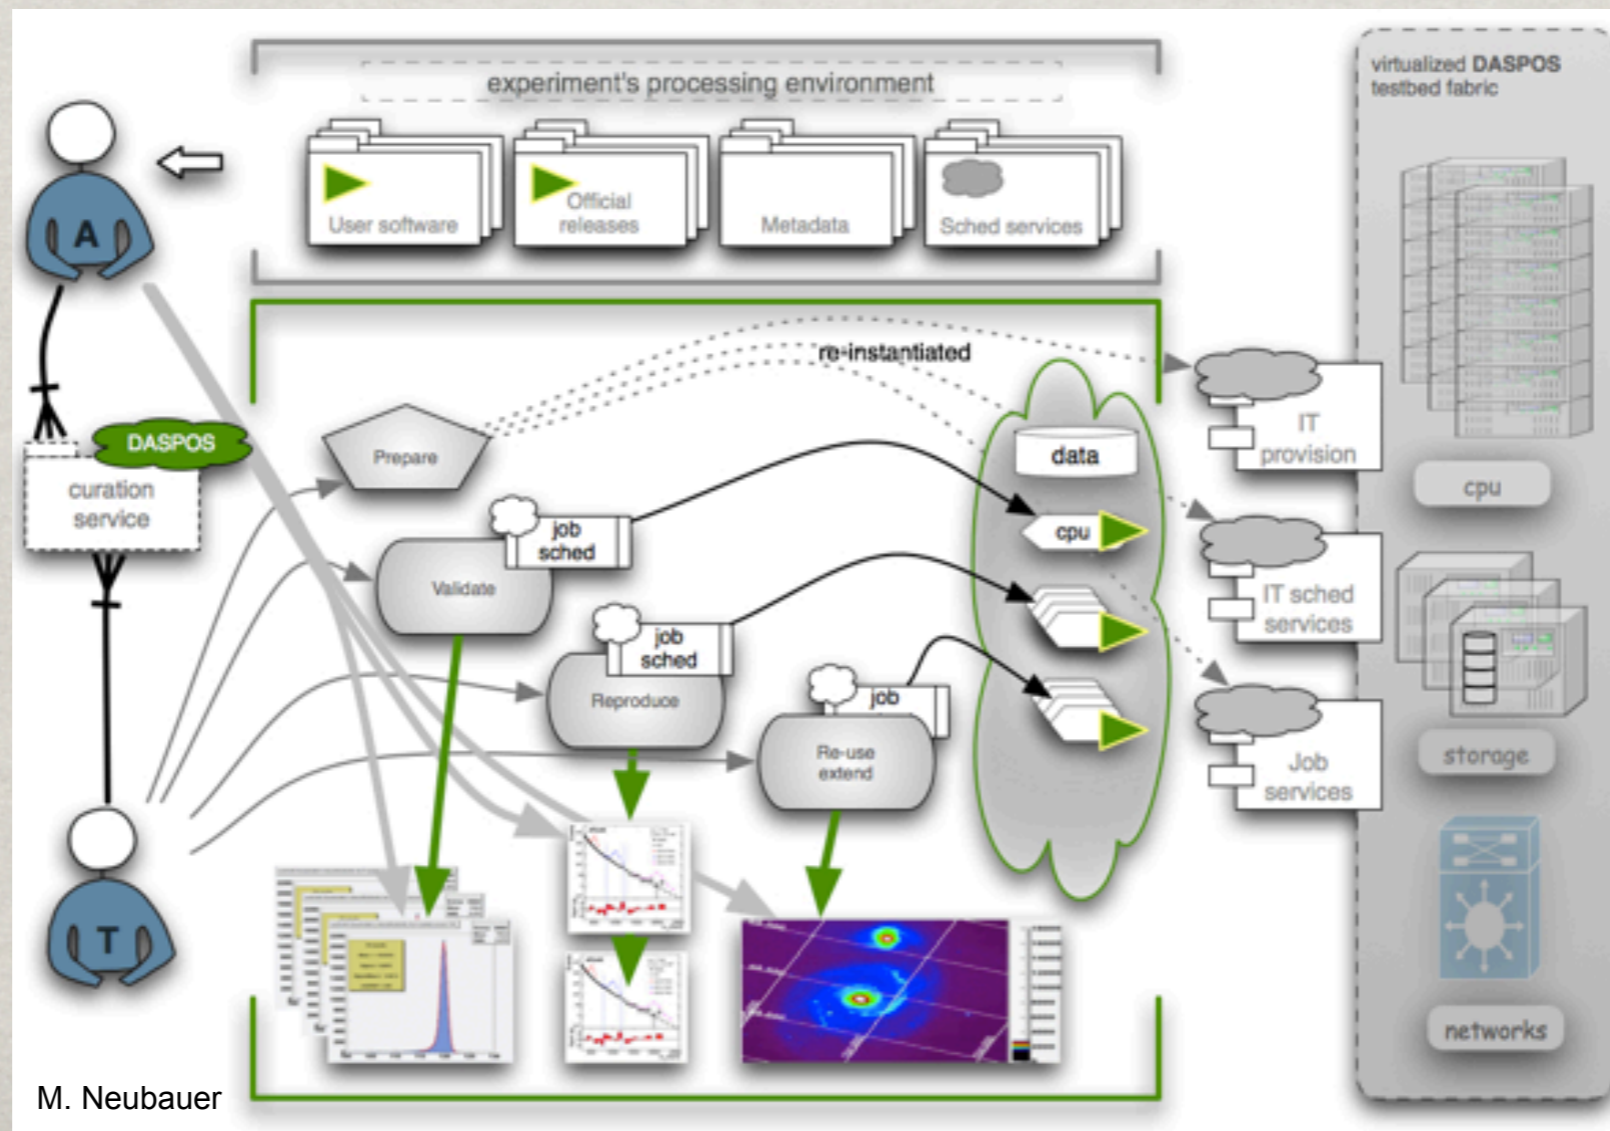 experiment's processing environment
virtualized DASPOS
testbed fabric
A
User software
Official
releases
Metadata
Sched services
re-instantiated
DASPOS
curation
service
Prepare
data
IT
provision
cpu
job
sched
cpu
Validate
IT sched
services
job
sched
Reproduce
job
Re-use
extend
Job
services
storage
T
networks
M. Neubauer